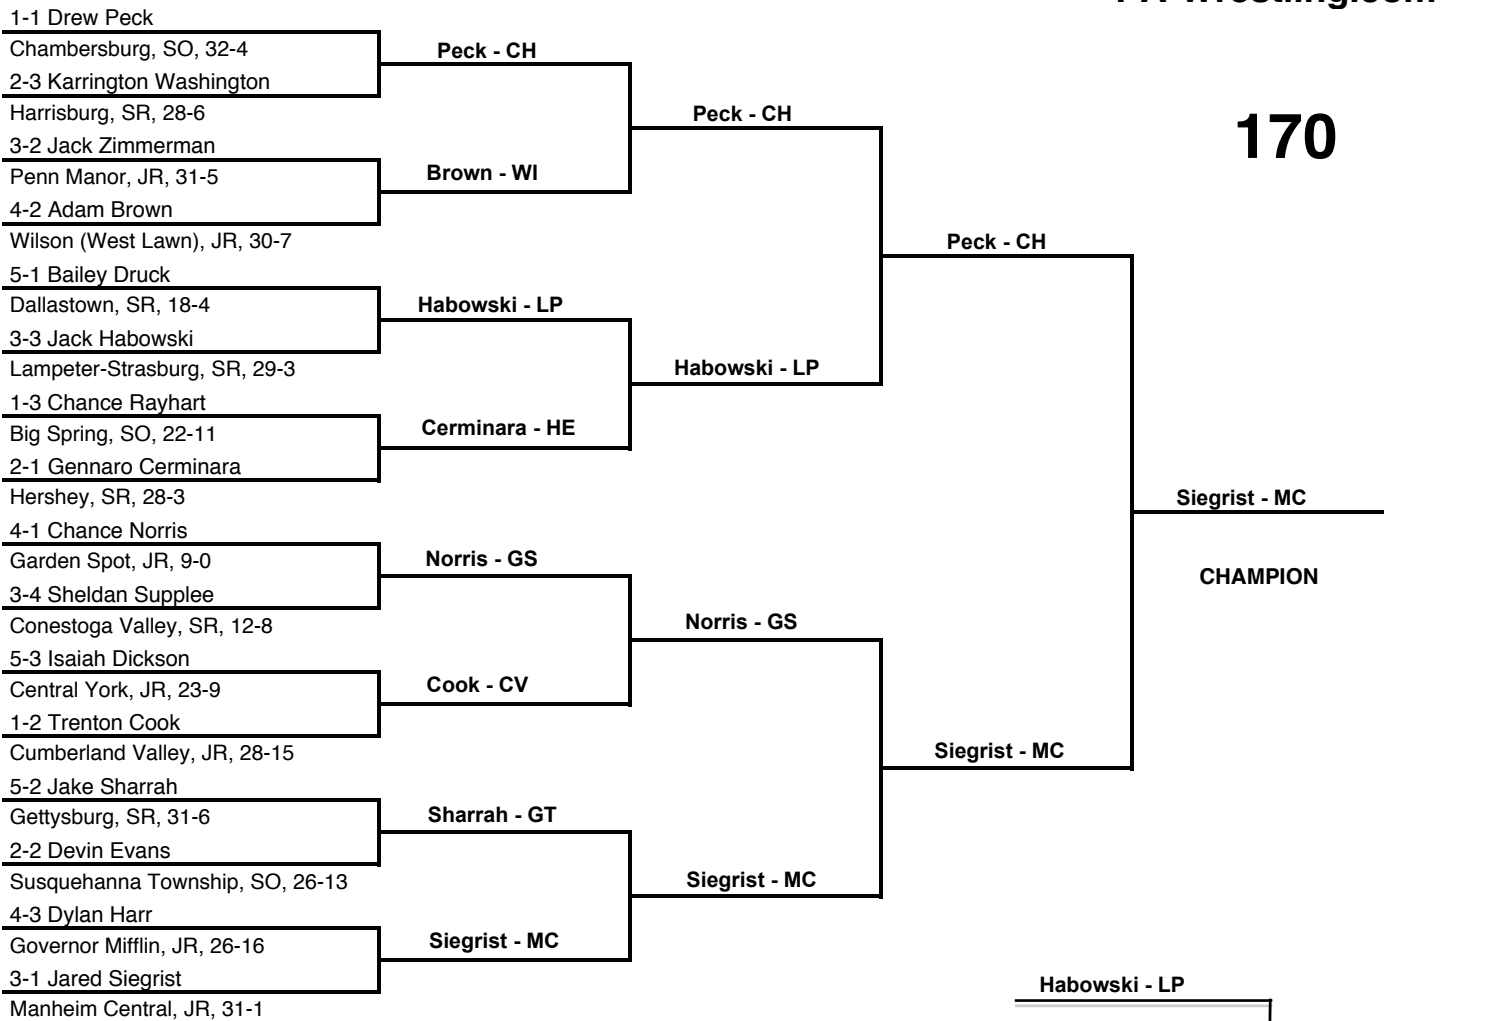 1-1 Drew Peck
Chambersburg, SO, 32-4
2-3 Karrington Washington
Harrisburg, SR, 28-6
3-2 Jack Zimmerman
Penn Manor, JR, 31-5
4-2 Adam Brown
Wilson (West Lawn), JR, 30-7
5-1 Bailey Druck
Dallastown, SR, 18-4
3-3 Jack Habowski
Lampeter-Strasburg, SR, 29-3
1-3 Chance Rayhart
Big Spring, SO, 22-11
2-1 Gennaro Cerminara
Hershey, SR, 28-3
4-1 Chance Norris
Garden Spot, JR, 9-0
3-4 Sheldan Supplee
Conestoga Valley, SR, 12-8
5-3 Isaiah Dickson
Central York, JR, 23-9
1-2 Trenton Cook
Cumberland Valley, JR, 28-15
5-2 Jake Sharrah
Gettysburg, SR, 31-6
2-2 Devin Evans
Susquehanna Township, SO, 26-13
4-3 Dylan Harr
Governor Mifflin, JR, 26-16
3-1 Jared Siegrist
Manheim Central, JR, 31-1
Peck - CH
Brown - WI
Habowski - LP
Cerminara - HE
Norris - GS
Cook - CV
Sharrah - GT
Siegrist - MC
Peck - CH
Habowski - LP
Norris - GS
Siegrist - MC
Peck - CH
Siegrist - MC
170
Siegrist - MC
CHAMPION
Habowski - LP